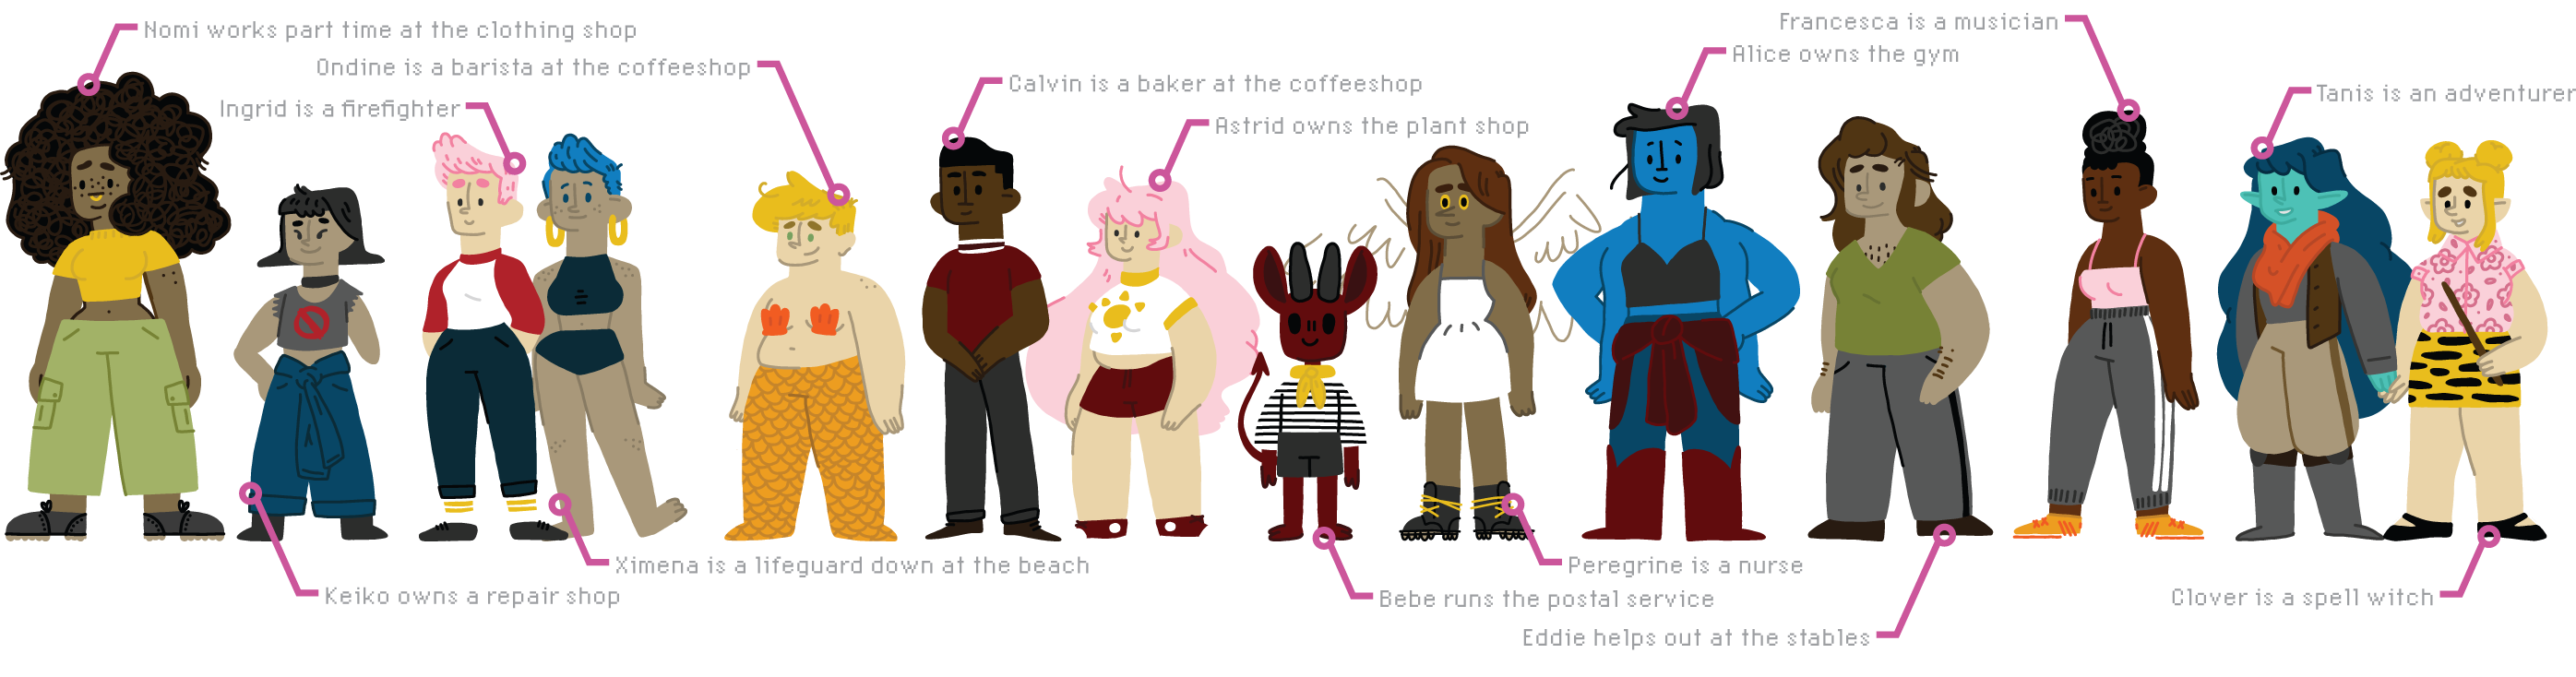 Nomi works part time at the clothing shop
Ondine is a barista at the coffeeshop
Ingrid is a firefighter
Calvin is a baker at the coffeeshop
Astrid owns the plant shop
Francesca is a musician
Alice owns the gym
Tanis is an adventurer
Ximena is a lifeguard down at the beach
Keiko owns a repair shop
Peregrine is a nurse
Bebe runs the postal service
Eddie helps out at the stables
Clover is a spell witch